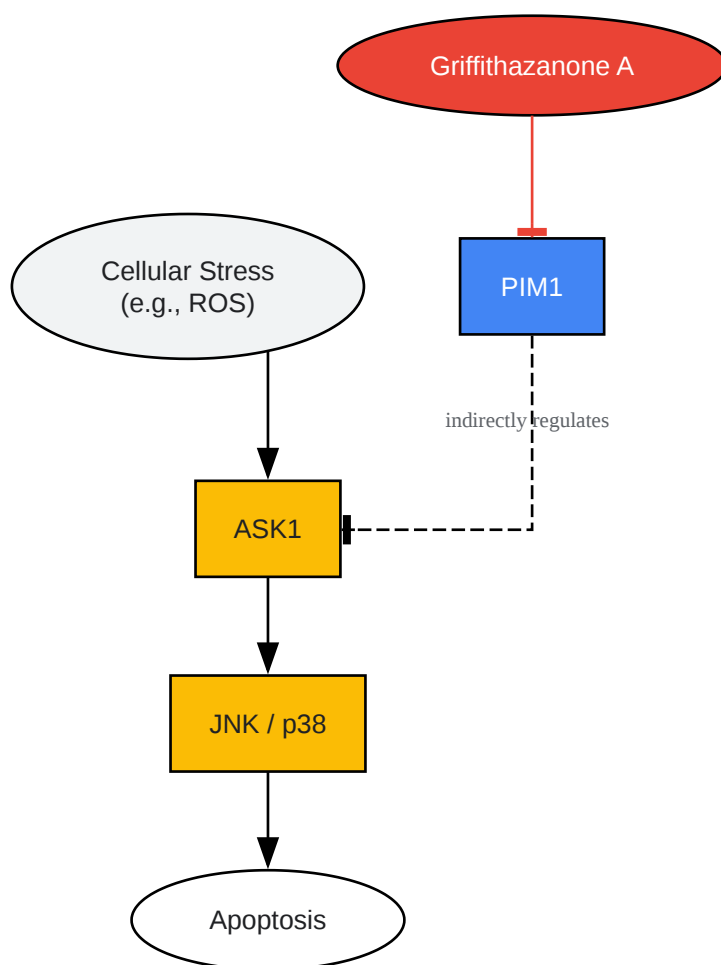 Griffithazanone A
Cellular Stress
(e.g., ROS)
PIM1
indirectly regulates
ASK1
JNK / p38
Apoptosis